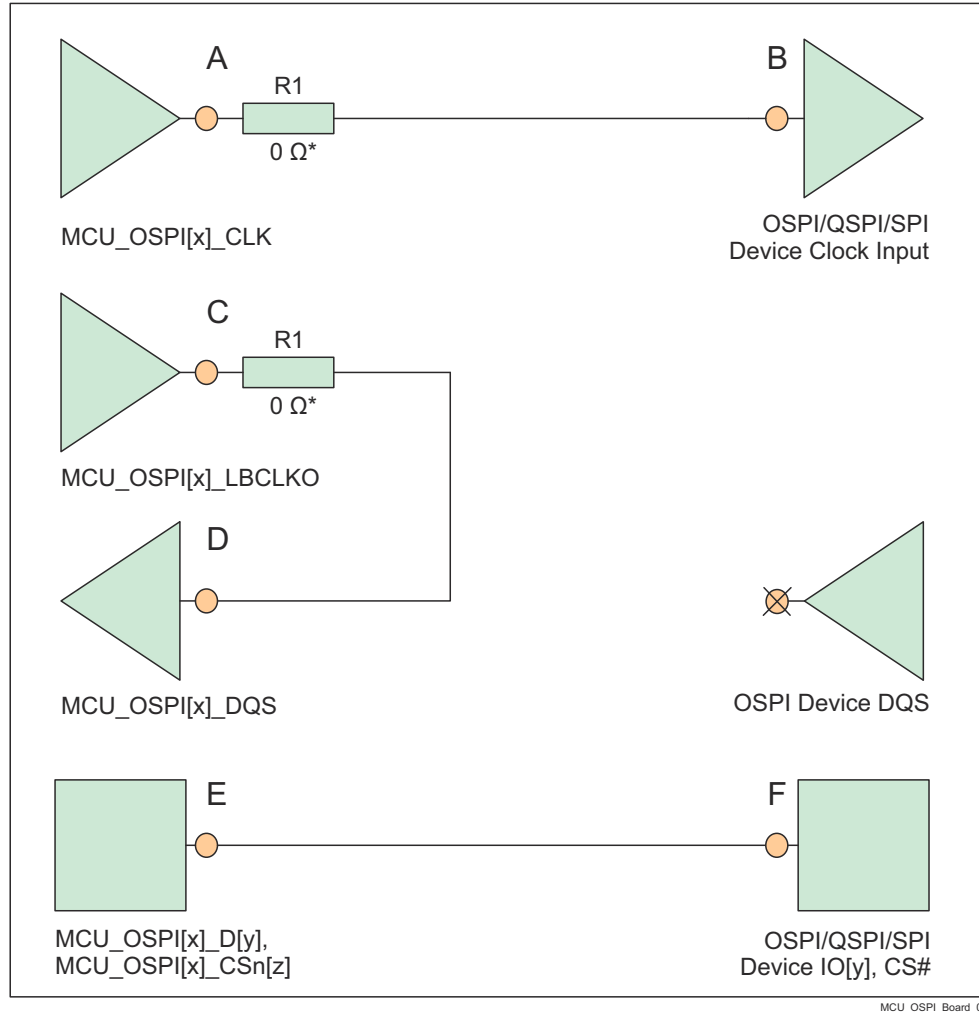 A
B
R1
0 Ω*
MCU_OSPI[x]_CLK
OSPI/QSPI/SPI
Device Clock Input
C
R1
0 Ω*
MCU_OSPI[x]_LBCLKO
D
MCU_OSPI[x]_DQS
OSPI Device DQS
E
F
MCU_OSPI[x]_D[y],
MCU_OSPI[x]_CSn[z]
OSPI/QSPI/SPI
Device IO[y], CS#
MCU_OSPI_Board_0